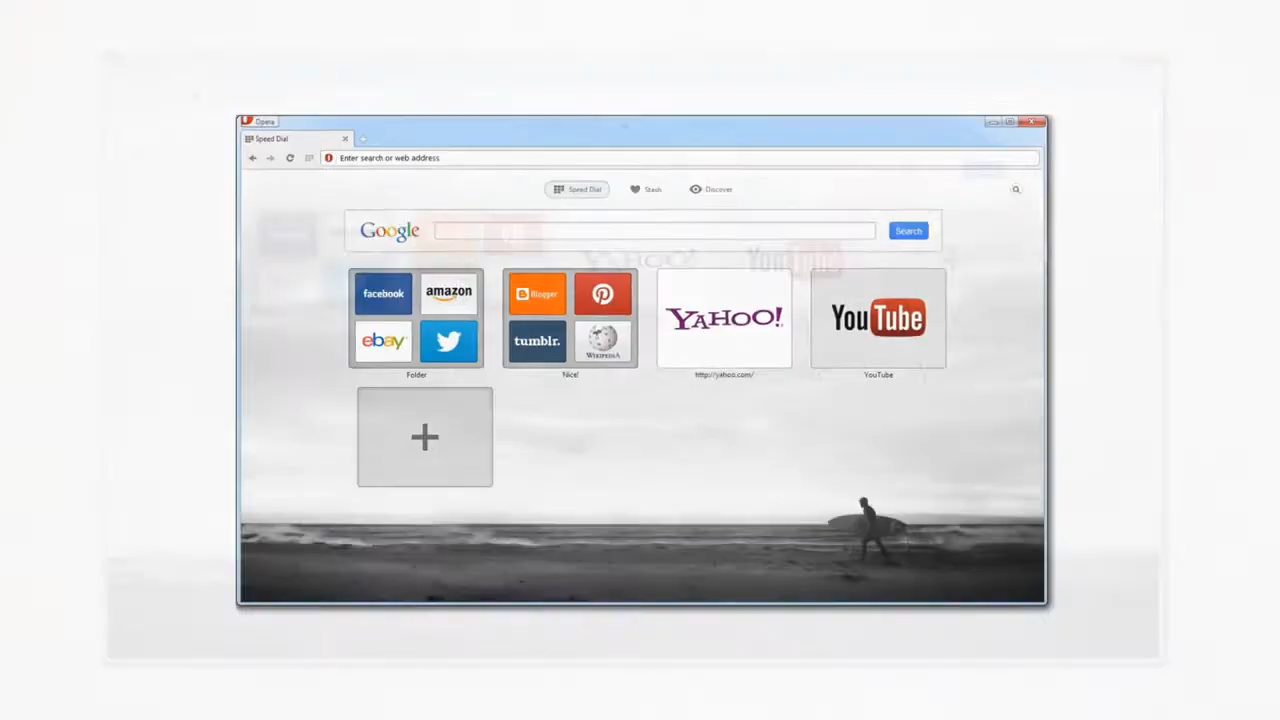 Opera
Speed Dial
Enter search or web address
Speed Dial Stash Discover
Google Search
facebook amazon Blogger
YAHOO! YouTube
ebay tumblr. WIKIPEDIA
Folder Nice! http://yahoo.com/ YouTube